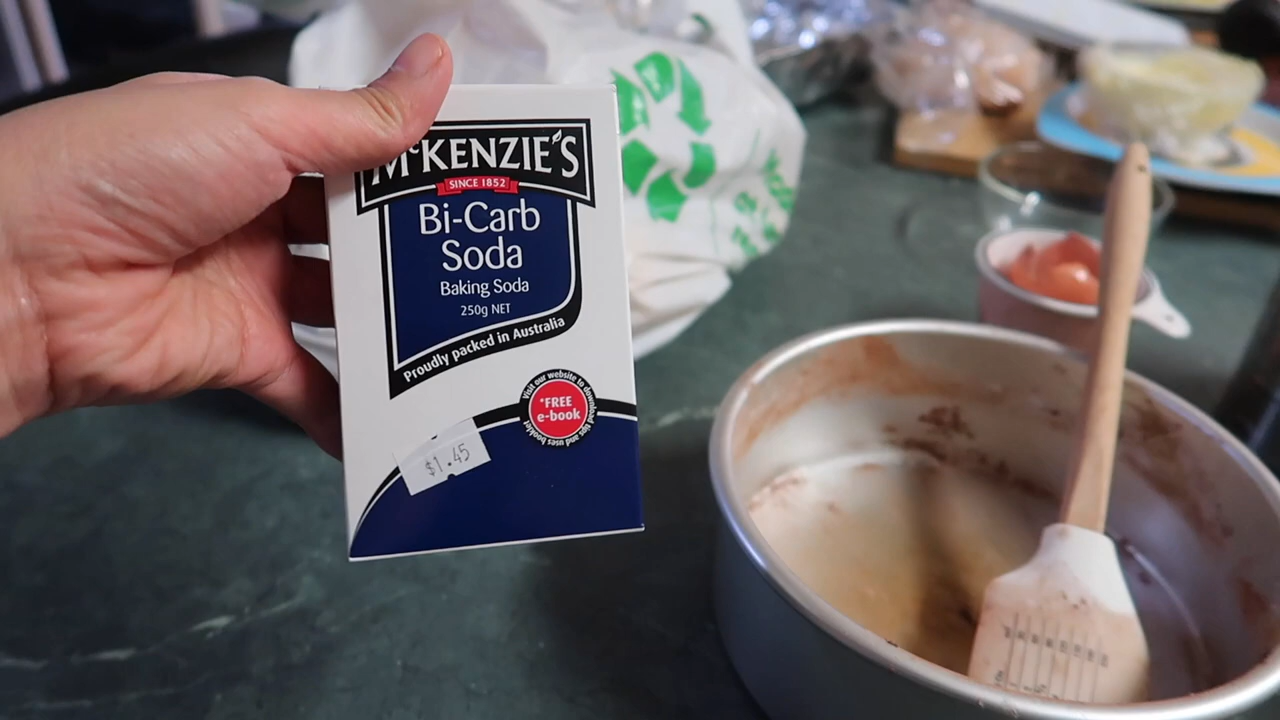 McKENZIE'S
SINCE 1852
Bi-Carb
Soda
Baking Soda
250g NET
Proudly packed in Australia
Visit our website to download tips and uses booklet
*FREE
e-book
$1.45